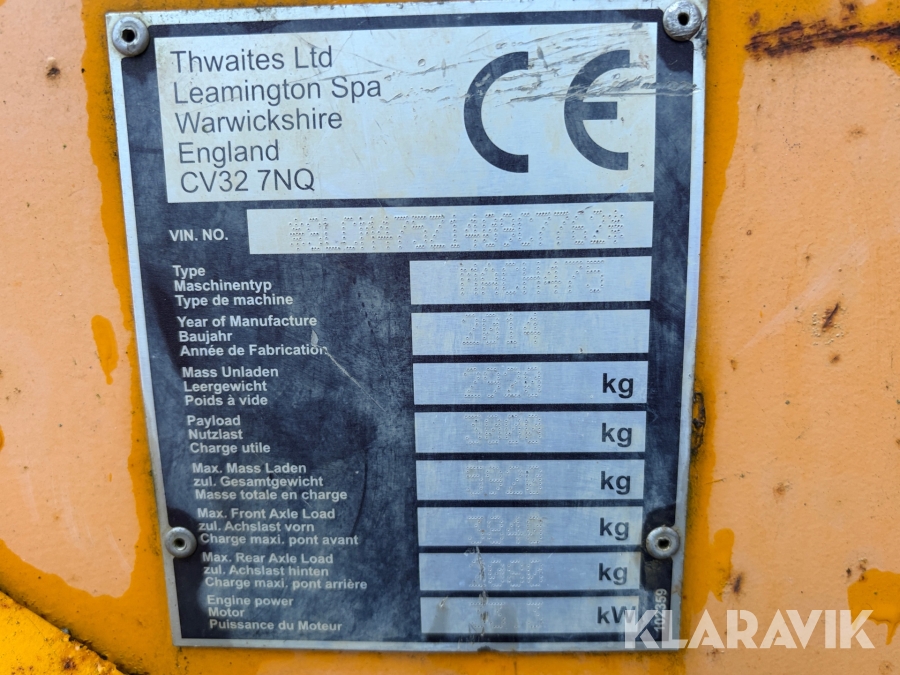 Thwaites Ltd
Leamington Spa
Warwickshire
England
CV32 7NQ
CE
VIN. NO.
Type
Maschinentyp
Type de machine
MACH475
Year of Manufacture
Baujahr
Année de Fabrication
2014
Mass Unladen
Leergewicht
Poids à vide
kg
Payload
Nutzlast
Charge utile
kg
Max. Mass Laden
zul. Gesamtgewicht
Masse totale en charge
kg
Max. Front Axle Load
zul. Achslast vorn
Charge maxi. pont avant
kg
Max. Rear Axle Load
zul. Achslast hinten
Charge maxi. pont arrière
kg
Engine power
Motor
Puissance du Moteur
kW
102359
KLARAVIK